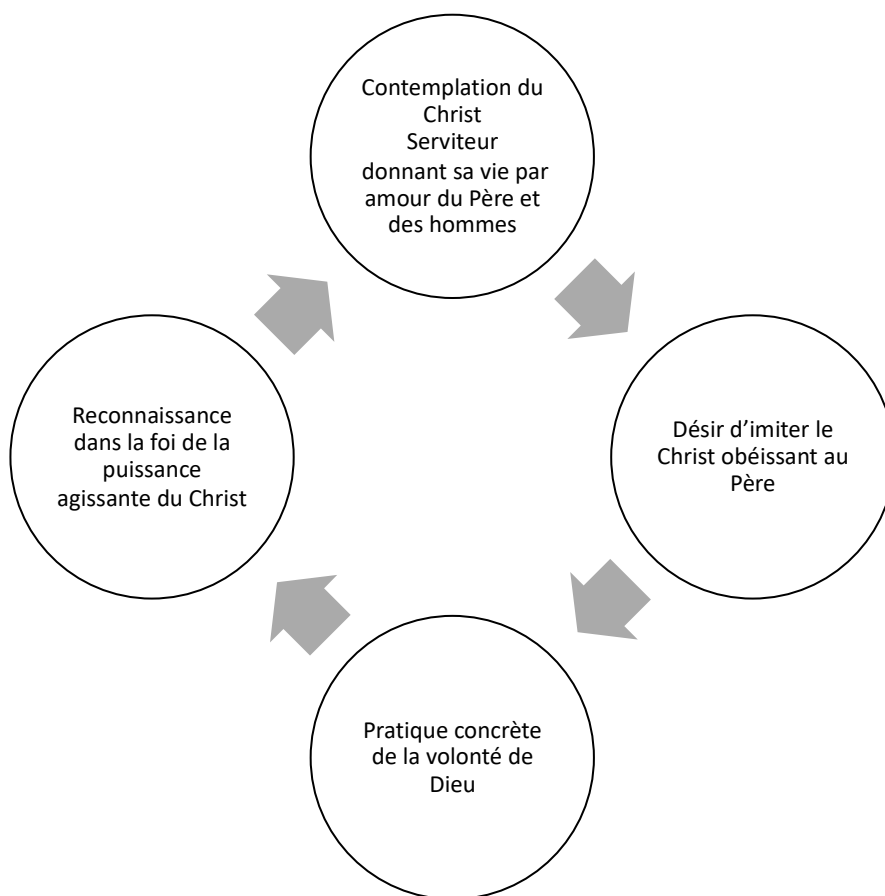 Contemplation du
Christ
Serviteur
donnant sa vie par
amour du Père et
des hommes
Désir d’imiter le
Christ obéissant au
Père
Pratique concrète
de la volonté de
Dieu
Reconnaissance
dans la foi de la
puissance
agissante du Christ